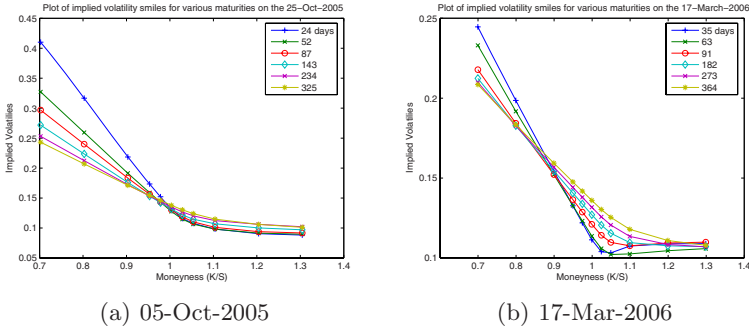 Plot of implied volatility smiles for various maturities on the 25-Oct-2005
0.45
0.4
0.35
0.3
0.25
0.2
0.15
0.1
0.05
Implied Volatilies
24 days
52
87
143
234
325
0.7 0.8 0.9 1 1.1 1.2 1.3 1.4
Moneyness (K/S)
(a) 05-Oct-2005
Plot of implied volatility smiles for various maturities on the 17-March-2006
0.25
0.2
0.15
0.1
Implied Volatilies
35 days
63
91
182
273
364
0.6 0.7 0.8 0.9 1 1.1 1.2 1.3 1.4
Moneyness (K/S)
(b) 17-Mar-2006